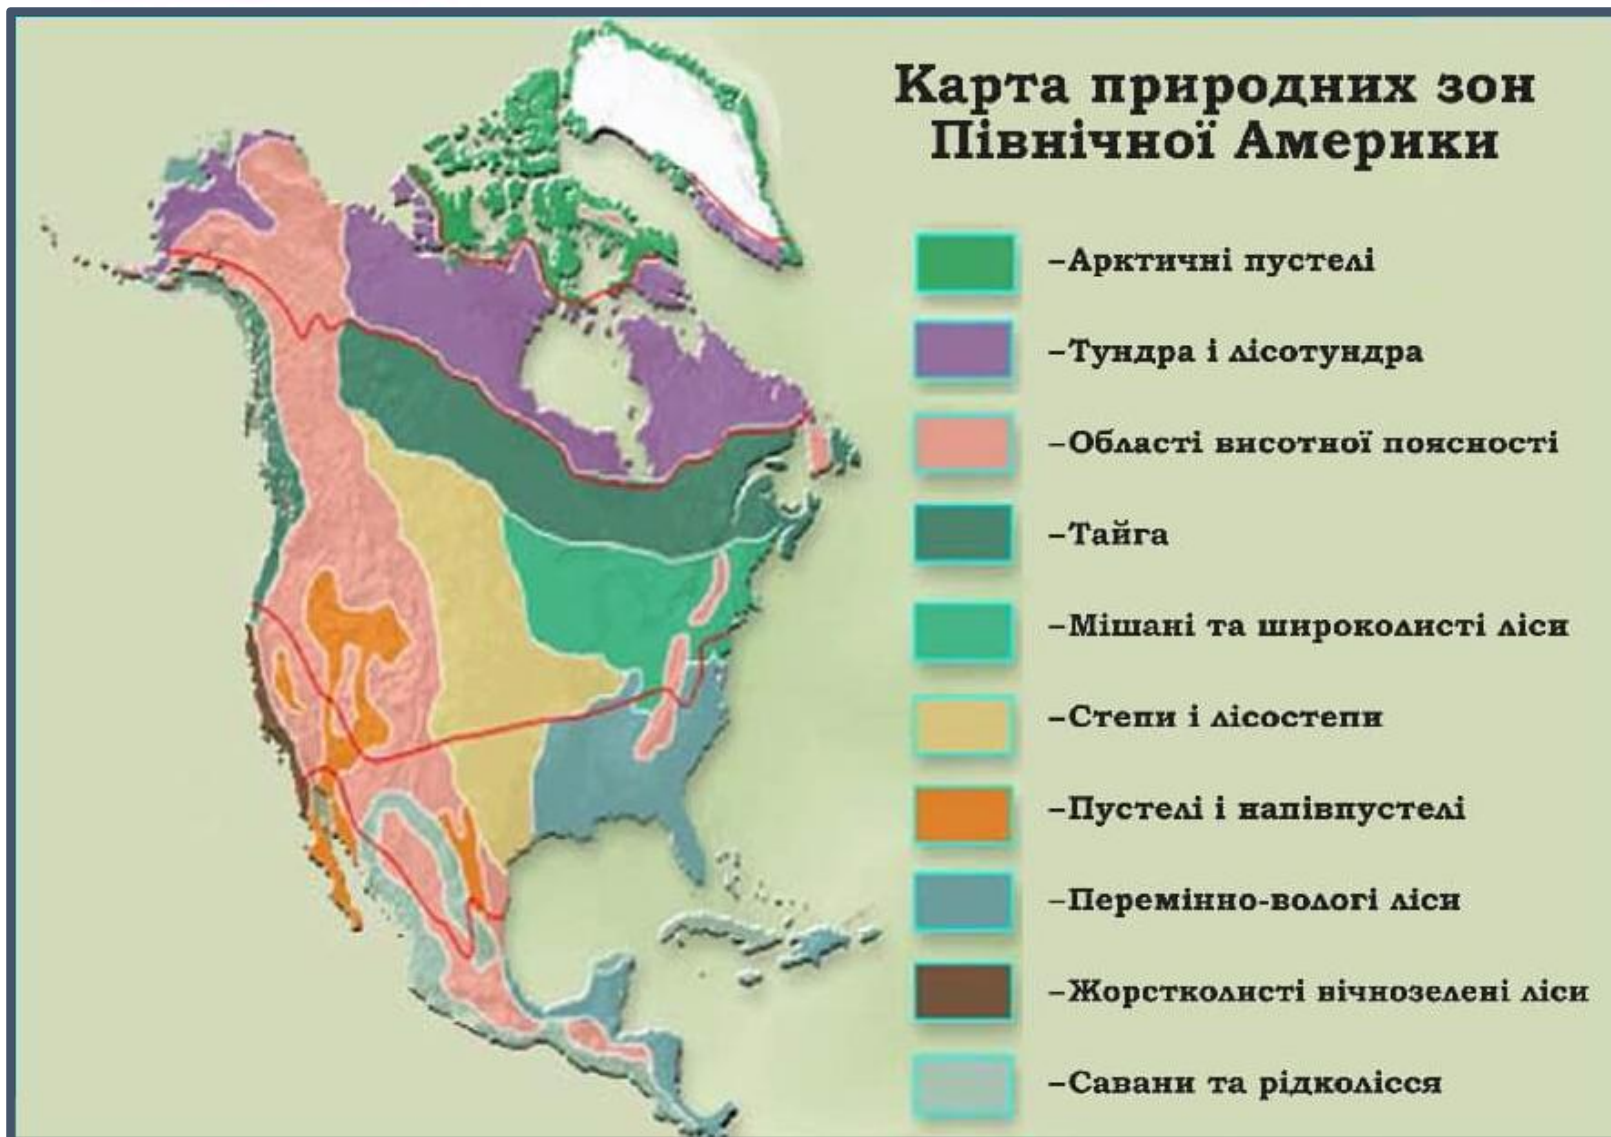 Карта природних зон
Північної Америки
–Арктичні пустелі
–Тундра і лісотундра
–Області висотної поясності
–Тайга
–Мішані та широколисті ліси
–Степи і лісостепи
–Пустелі і напівпустелі
–Перемінно-вологі ліси
–Жорстколисті вічнозелені ліси
–Савани та рідколісся